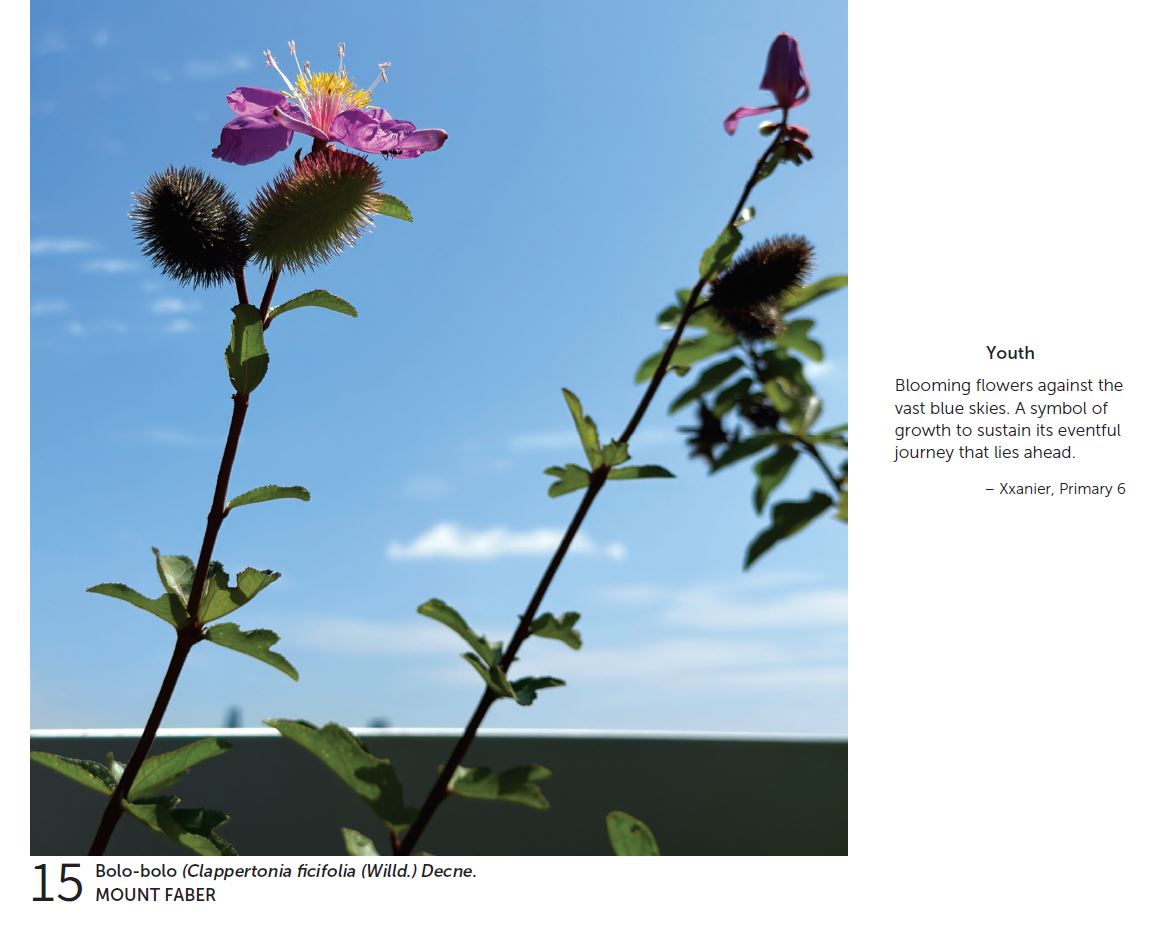 Youth
Blooming flowers against the
vast blue skies. A symbol of
growth to sustain its eventful
journey that lies ahead.
– Xxanier, Primary 6
15
Bolo-bolo (Clappertonia ficifolia (Willd.) Decne.
MOUNT FABER